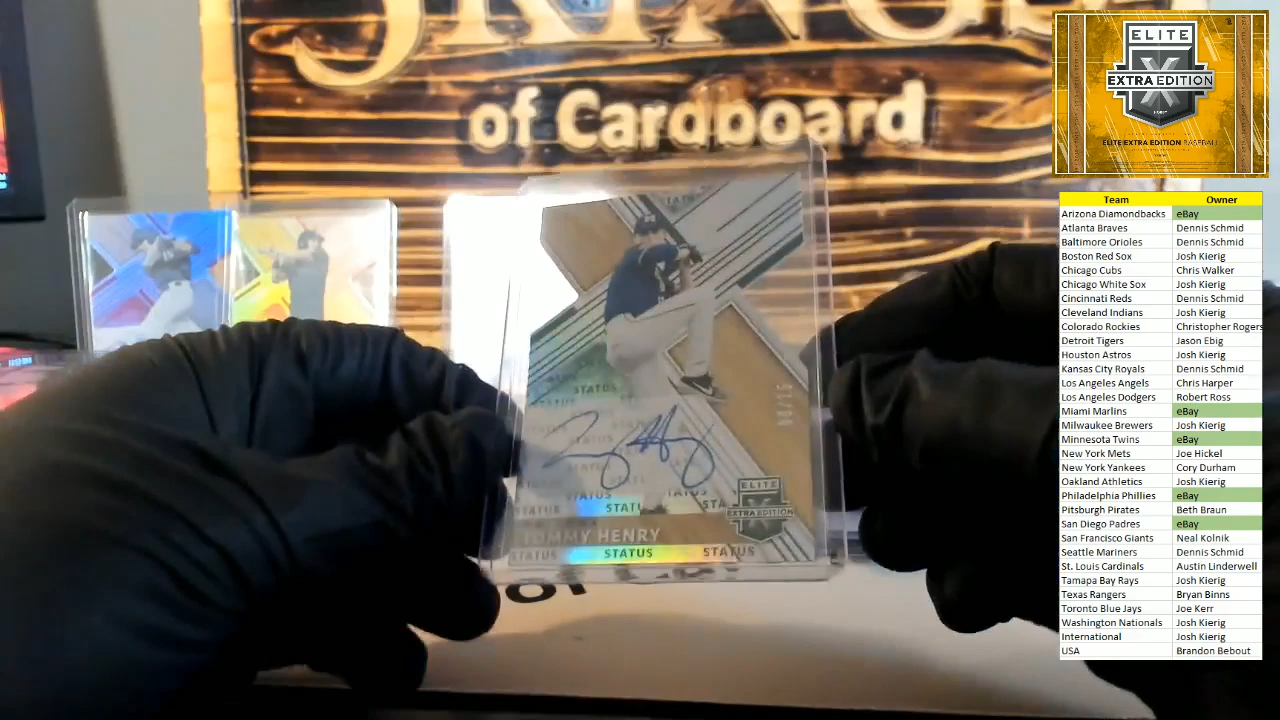 of Cardboard
STATUS
TOMMY HENRY
STATUS STATUS STATUS
ELITE
EXTRA EDITION
ELITE
EXTRA EDITION
X
ELITE EXTRA EDITION BASEBALL
Team Owner
Arizona Diamondbacks eBay
Atlanta Braves Dennis Schmid
Baltimore Orioles Dennis Schmid
Boston Red Sox Josh Kierig
Chicago Cubs Chris Walker
Chicago White Sox Josh Kierig
Cincinnati Reds Dennis Schmid
Cleveland Indians Josh Kierig
Colorado Rockies Christopher Rogers
Detroit Tigers Jason Ebig
Houston Astros Josh Kierig
Kansas City Royals Dennis Schmid
Los Angeles Angels Chris Harper
Los Angeles Dodgers Robert Ross
Miami Marlins eBay
Milwaukee Brewers Josh Kierig
Minnesota Twins eBay
New York Mets Joe Hickel
New York Yankees Cory Durham
Oakland Athletics Josh Kierig
Philadelphia Phillies eBay
Pitsburgh Pirates Beth Braun
San Diego Padres eBay
San Francisco Giants Neal Kolnik
Seattle Mariners Dennis Schmid
St. Louis Cardinals Austin Linderwell
Tamapa Bay Rays Josh Kierig
Texas Rangers Bryan Binns
Toronto Blue Jays Joe Kerr
Washington Nationals Josh Kierig
International Josh Kierig
USA Brandon Bebout